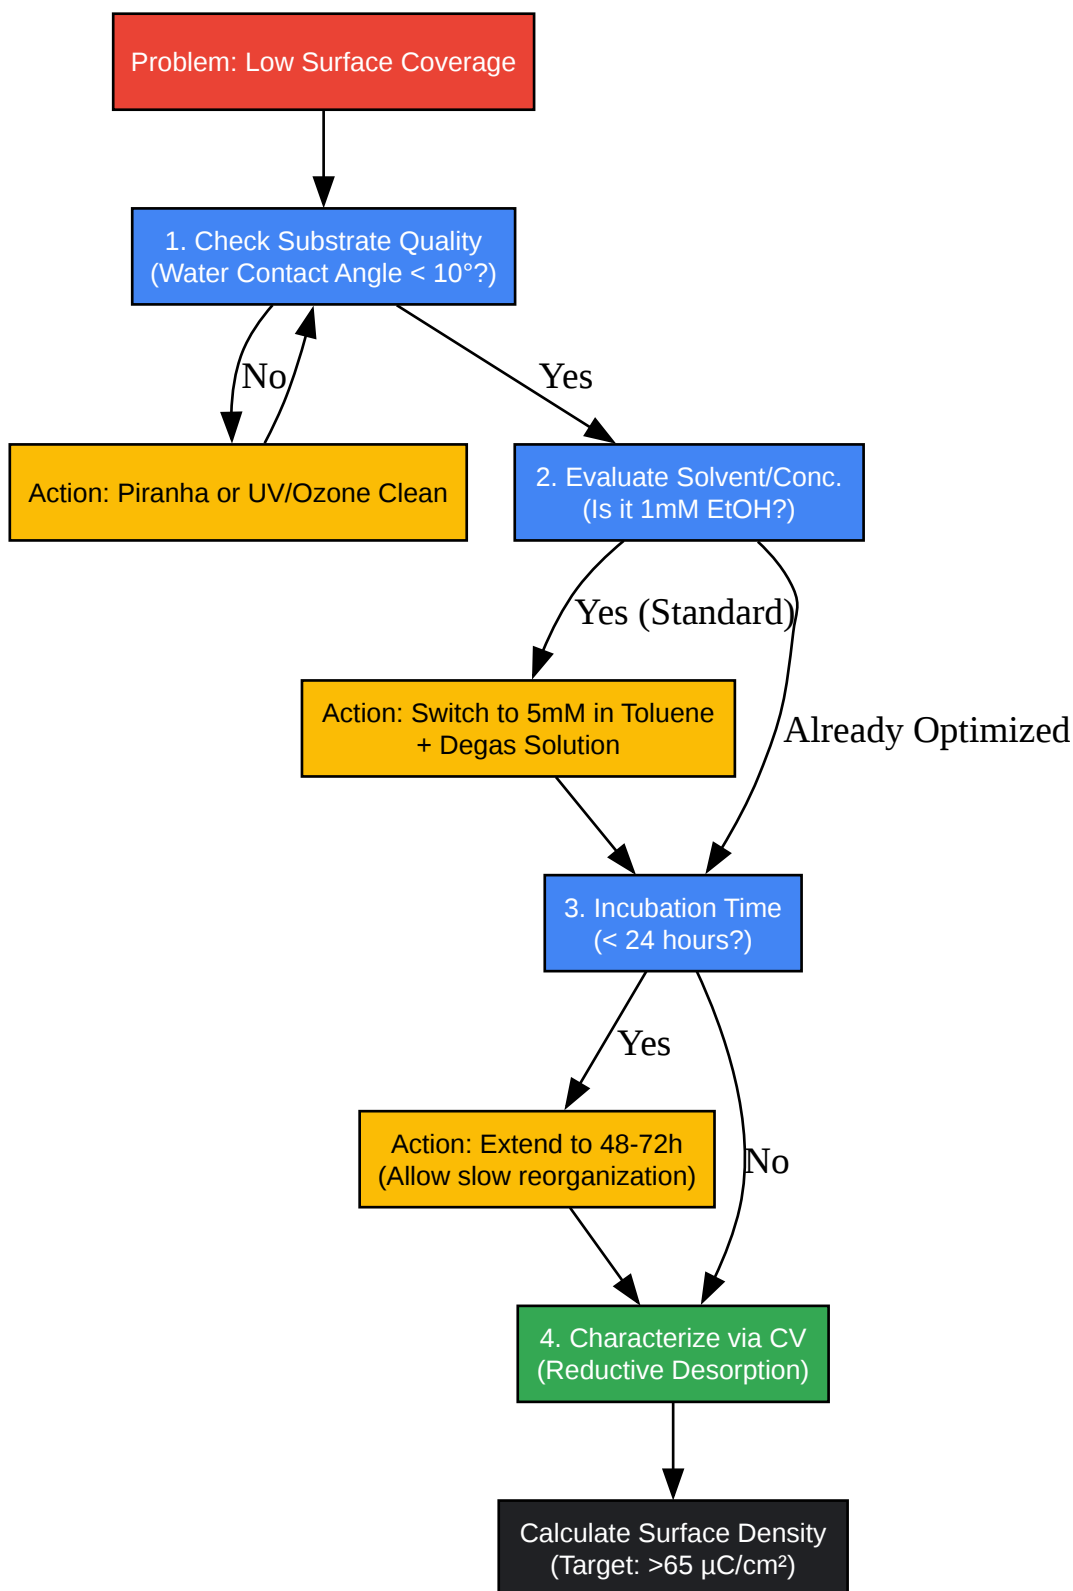 Problem: Low Surface Coverage
1. Check Substrate Quality
(Water Contact Angle < 10°?)
No
Yes
Action: Piranha or UV/Ozone Clean
2. Evaluate Solvent/Conc.
(Is it 1mM EtOH?)
Yes (Standard)
Action: Switch to 5mM in Toluene
+ Degas Solution
Already Optimized
3. Incubation Time
(< 24 hours?)
Yes
Action: Extend to 48-72h
(Allow slow reorganization)
No
4. Characterize via CV
(Reductive Desorption)
Calculate Surface Density
(Target: >65 µC/cm²)